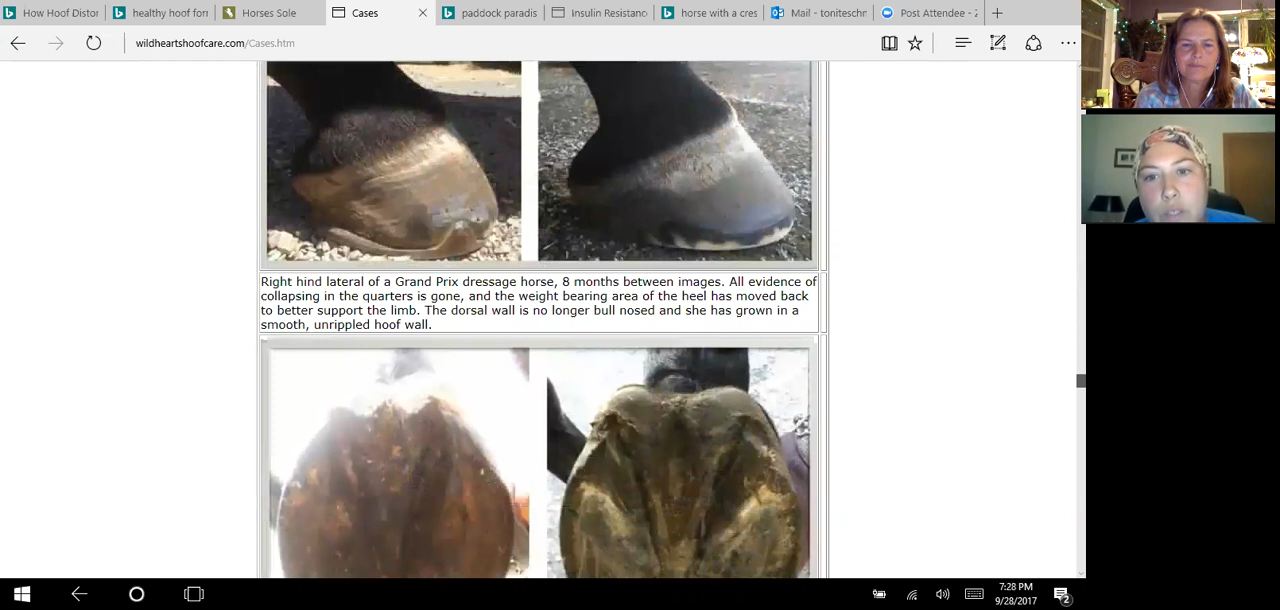 How Hoof Distor
healthy hoof forr
Horses Sole
Cases
paddock paradis
Insulin Resistanc
horse with a cres
Mail - toniteschn
Post Attendee - Z
wildheartshoofcare.com/Cases.htm
Right hind lateral of a Grand Prix dressage horse, 8 months between images. All evidence of
collapsing in the quarters is gone, and the weight bearing area of the heel has moved back
to better support the limb. The dorsal wall is no longer bull nosed and she has grown in a
smooth, unrippled hoof wall.
7:28 PM
9/28/2017
2